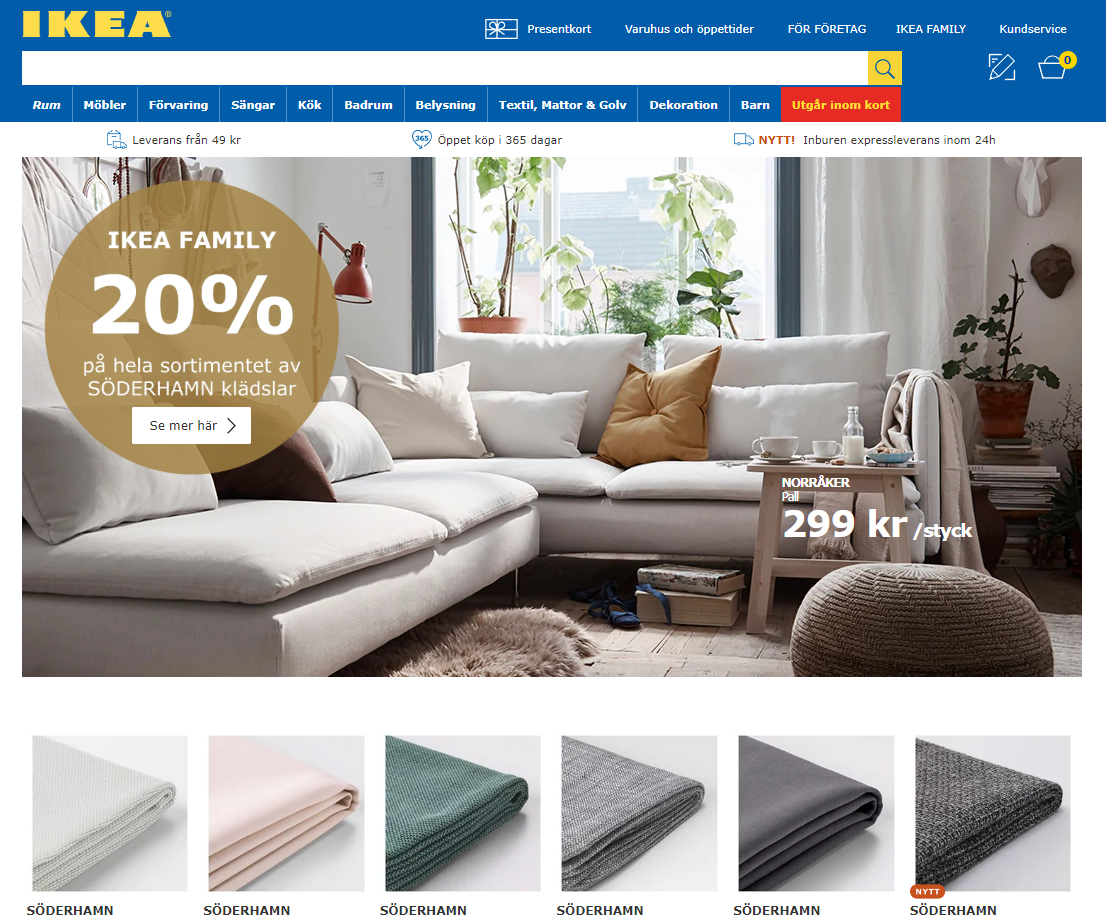 IKEA®
Presentkort
Varuhus och öppettider
FÖR FÖRETAG
IKEA FAMILY
Kundservice
0
Rum
Möbler
Förvaring
Sängar
Kök
Badrum
Belysning
Textil, Mattor & Golv
Dekoration
Barn
Utgår inom kort
Leverans från 49 kr
365
Öppet köp i 365 dagar
NYTT! Inburen expressleverans inom 24h
IKEA FAMILY
20%
på hela sortimentet av
SÖDERHAMN klädslar
Se mer här
NORRÅKER
Pall
299 kr /styck
NYTT
SÖDERHAMN
SÖDERHAMN
SÖDERHAMN
SÖDERHAMN
SÖDERHAMN
SÖDERHAMN